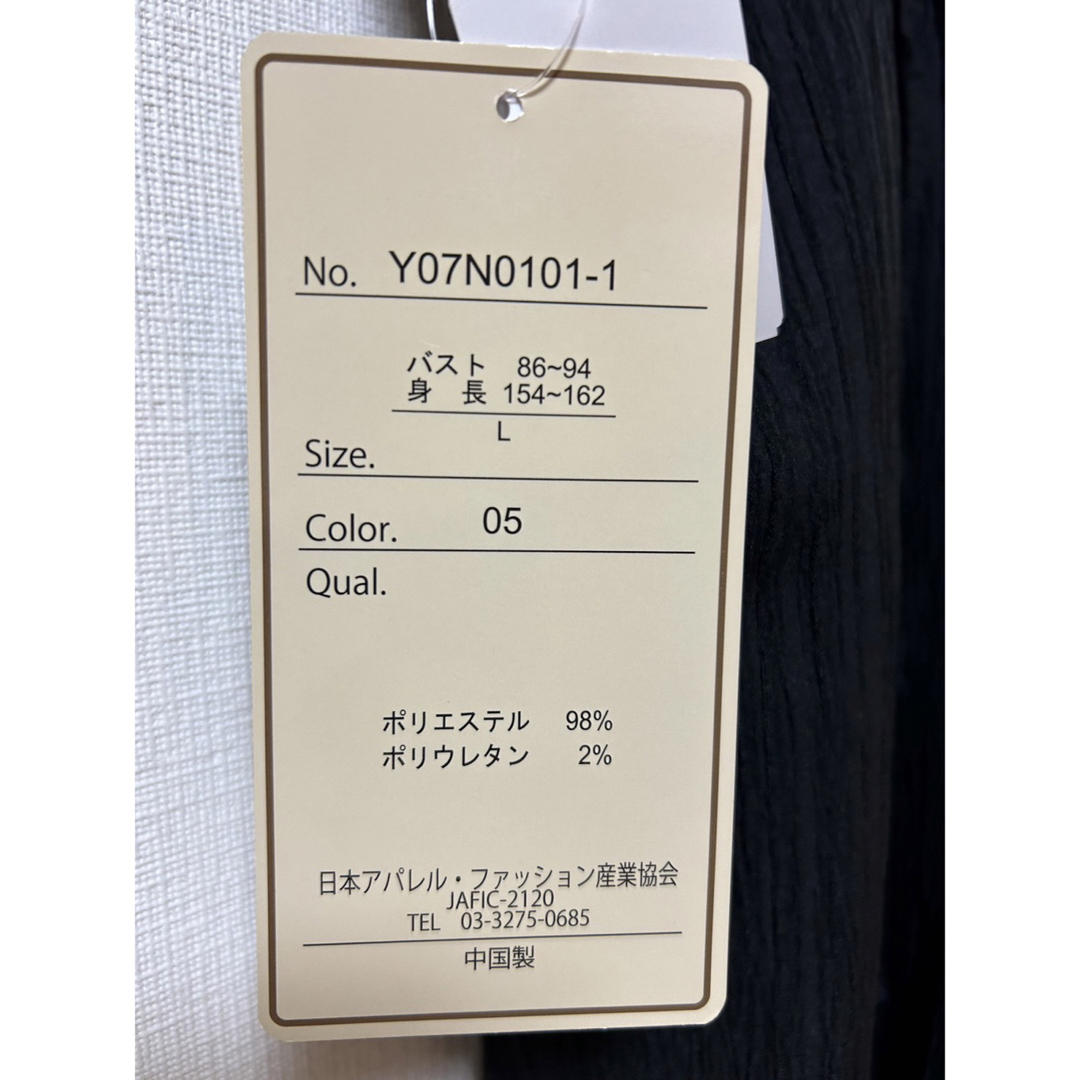 No. Y07N0101-1
バスト 86~94
身 長 154~162
L
Size.
Color. 05
Qual.
ポリエステル 98%
ポリウレタン 2%
日本アパレル・ファッション産業協会
JAFIC-2120
TEL 03-3275-0685
中国製